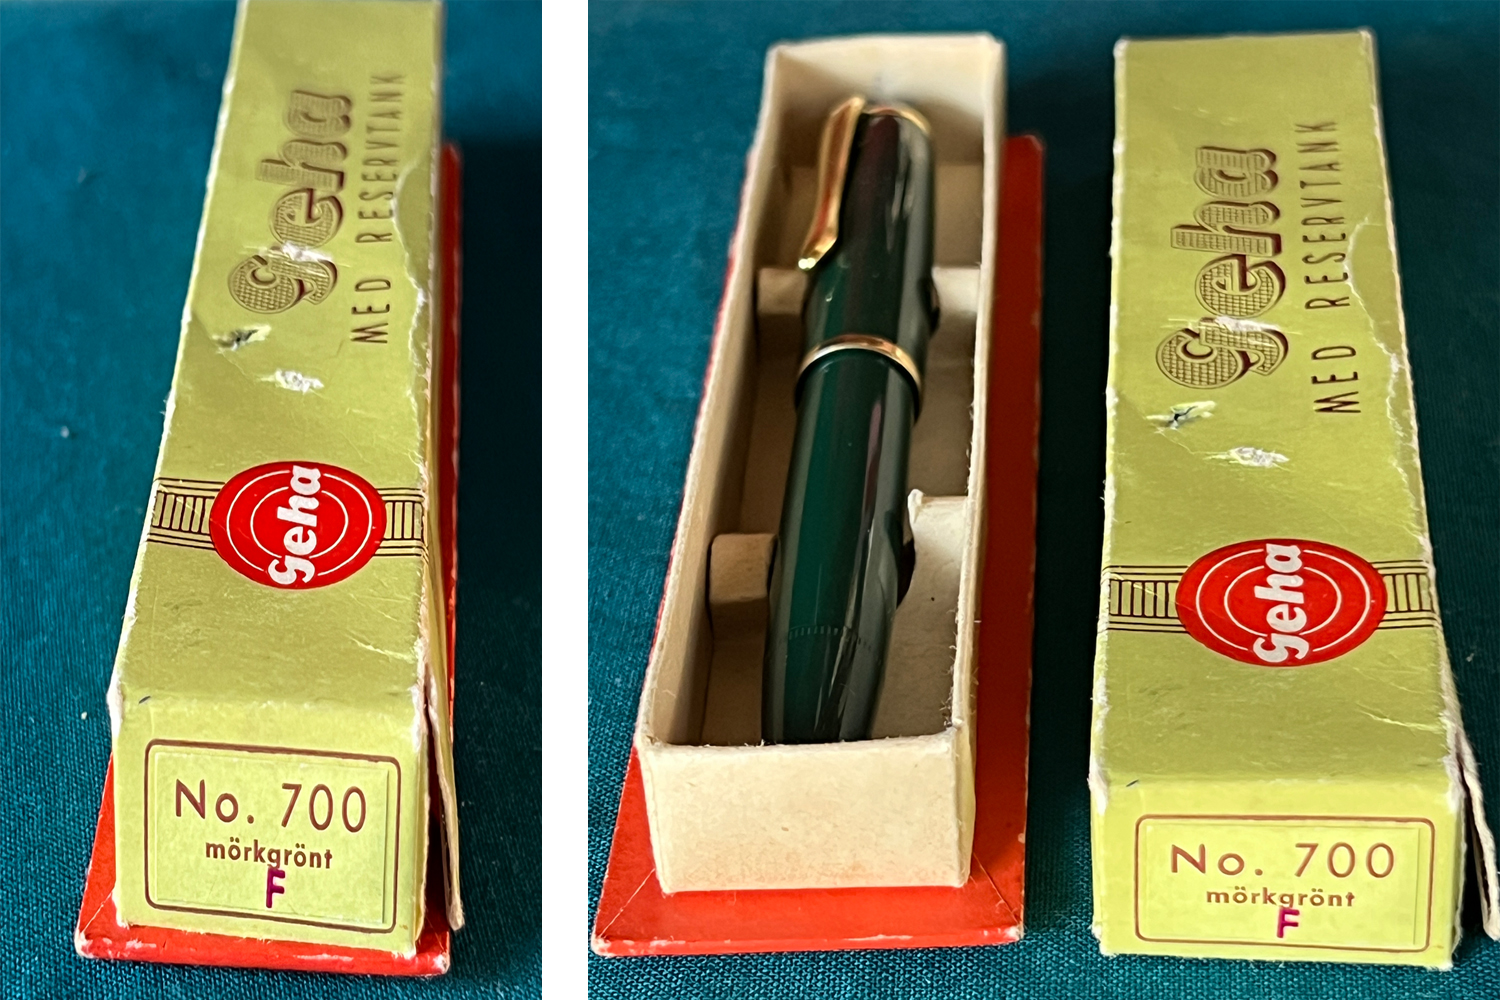 geha
MED RESERVTANK
geha
No. 700
mörkgrönt
F
geha
MED RESERVTANK
geha
No. 700
mörkgrönt
F